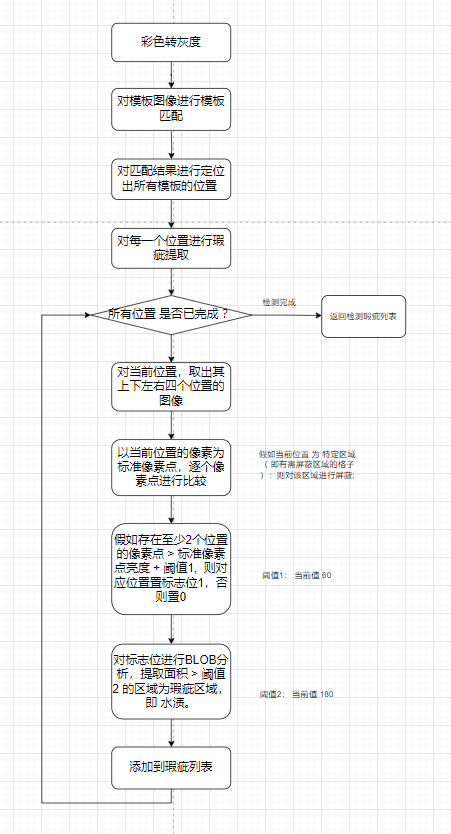 彩色转灰度
对模板图像进行模板
匹配
对匹配结果进行定位
出所有模板的位置
对每一个位置进行瑕
疵提取
所有位置 是否已完成 ?
检测完成
返回检测瑕疵列表
对当前位置，取出其
上下左右四个位置的
图像
以当前位置的像素为
标准像素点，逐个像
素点进行比较
假如当前位置 为 特定区域
（ 即有需屏蔽区域的格子
）：则对该区域进行屏蔽;
假如存在至少2个位置
的像素点 > 标准像素
点亮度 + 阈值1, 则对
应位置置标志位1，否
则置0
阈值1： 当前值 60
对标志位进行BLOB分
析，提取面积 > 阈值
2 的区域为瑕疵区域，
即 水渍。
阈值2： 当前值 180
添加到瑕疵列表